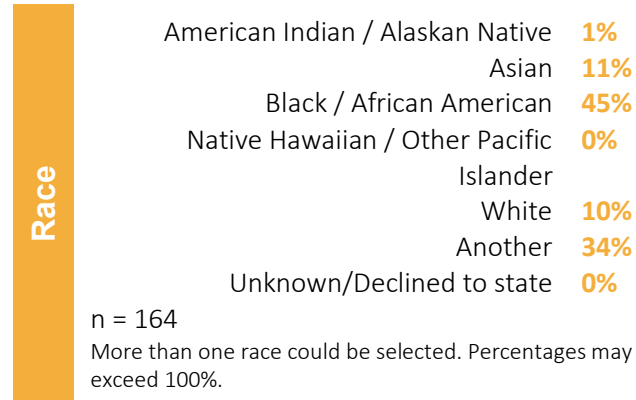 Race
American Indian / Alaskan Native 1%
Asian 11%
Black / African American 45%
Native Hawaiian / Other Pacific 0%
Islander
White 10%
Another 34%
Unknown/Declined to state 0%
n = 164
More than one race could be selected. Percentages may
exceed 100%.